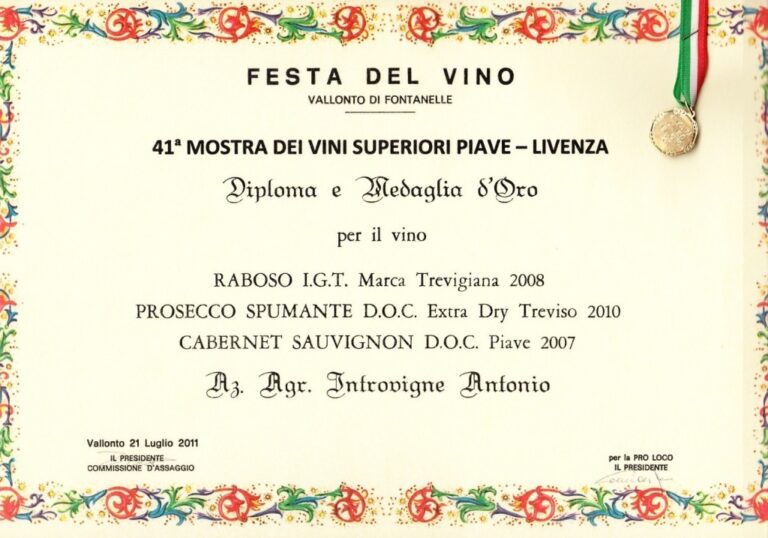 FESTA DEL VINO
VALLONTO DI FONTANELLE
41ª MOSTRA DEI VINI SUPERIORI PIAVE – LIVENZA
Diploma e Medaglia d'Oro
per il vino
RABOSO I.G.T. Marca Trevigiana 2008
PROSECCO SPUMANTE D.O.C. Extra Dry Treviso 2010
CABERNET SAUVIGNON D.O.C. Piave 2007
Az. Agr. Introvigne Antonio
Vallonto 21 Luglio 2011
IL PRESIDENTE
COMMISSIONE D'ASSAGGIO
per la PRO LOCO
IL PRESIDENTE